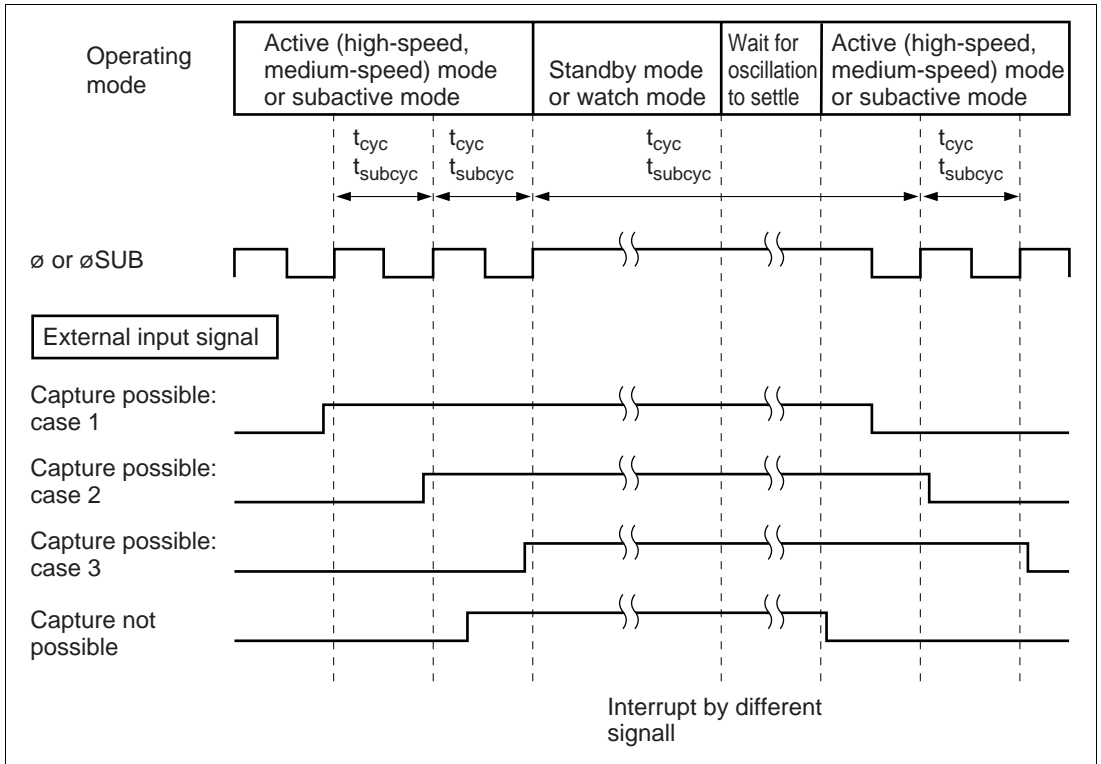 Operating
mode
Active (high-speed,
medium-speed) mode
or subactive mode
Standby mode
or watch mode
Wait for
oscillation
to settle
Active (high-speed,
medium-speed) mode
or subactive mode
tcyc
tsubcyc
tcyc
tsubcyc
tcyc
tsubcyc
tcyc
tsubcyc
ø or øSUB
External input signal
Capture possible:
case 1
Capture possible:
case 2
Capture possible:
case 3
Capture not
possible
Interrupt by different
signall